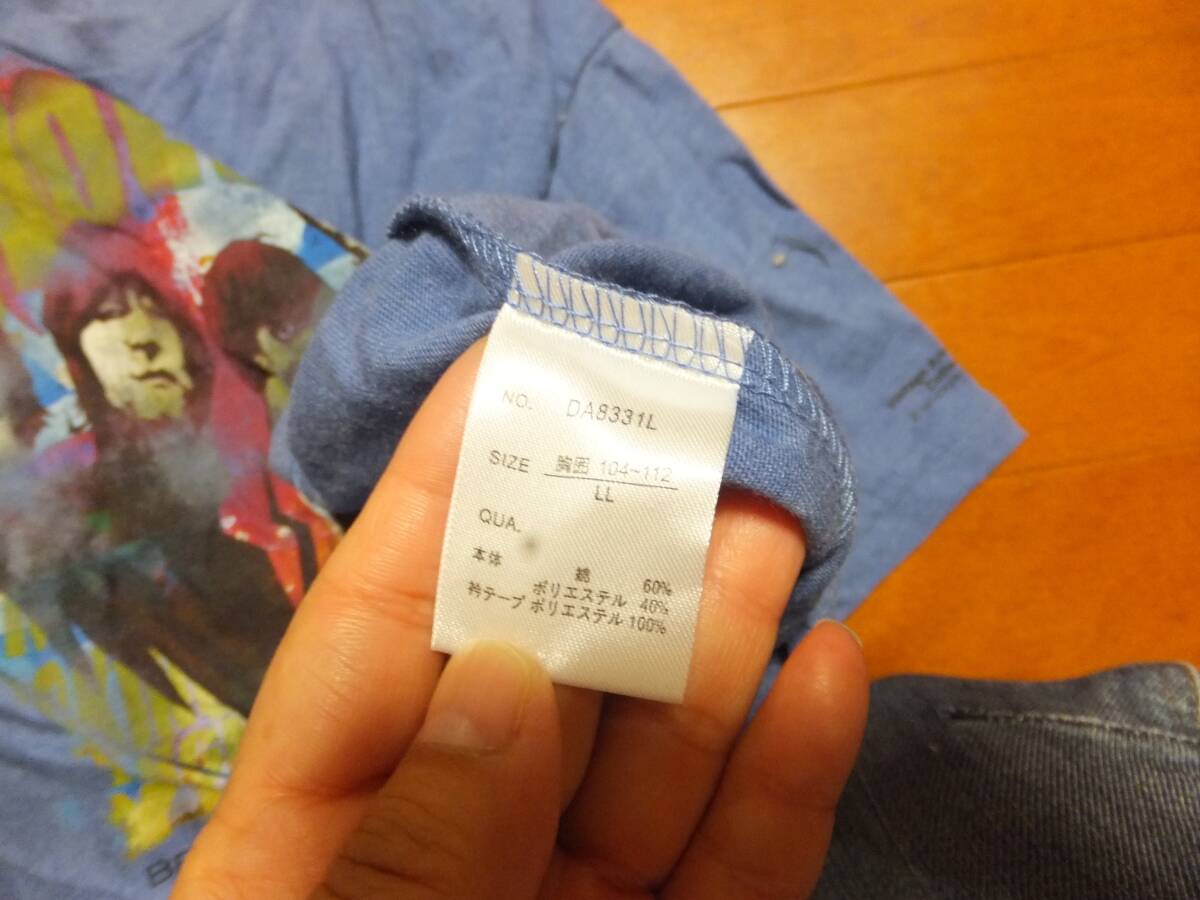 NO. DA8331L
SIZE 胸囲 104~112
LL
QUA.
本体 綿 60%
ポリエステル 40%
衿テープ ポリエステル 100%